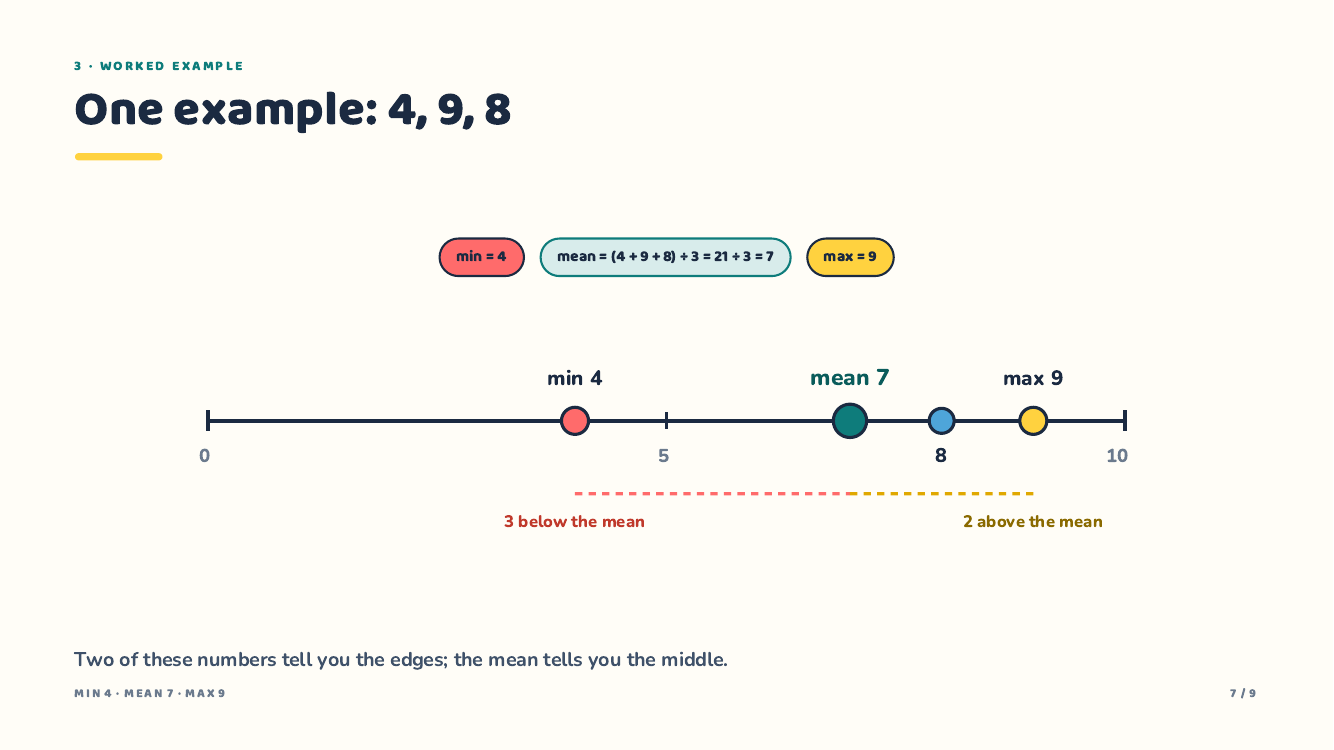 3 · WORKED EXAMPLE
One example: 4, 9, 8
min = 4
mean = (4 + 9 + 8) ÷ 3 = 21 ÷ 3 = 7
max = 9
min 4
mean 7
max 9
0
5
8
10
3 below the mean
2 above the mean
Two of these numbers tell you the edges; the mean tells you the middle.
MIN 4 · MEAN 7 · MAX 9
7 / 9